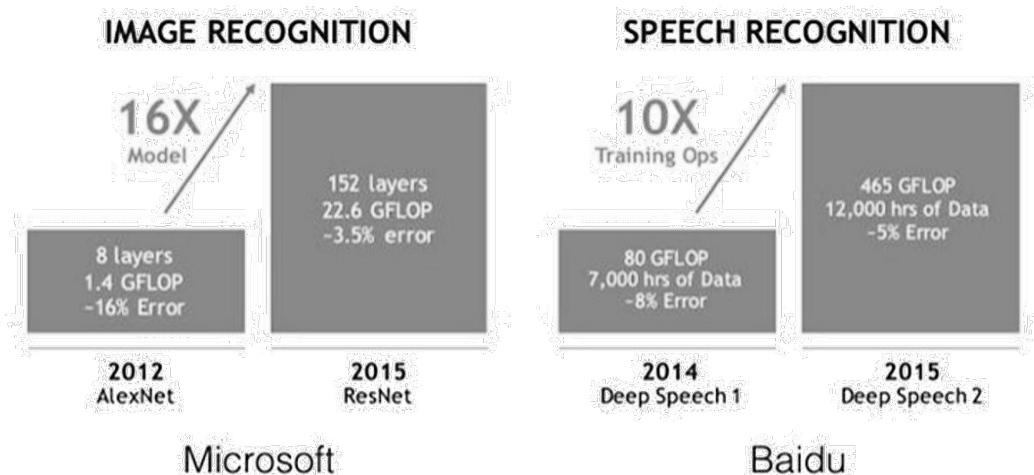 IMAGE RECOGNITION
16X
Model
8 layers
1.4 GFLOP
~16% Error
2012
AlexNet
152 layers
22.6 GFLOP
~3.5% error
2015
ResNet
Microsoft
SPEECH RECOGNITION
10X
Training Ops
80 GFLOP
7,000 hrs of Data
~8% Error
2014
Deep Speech 1
465 GFLOP
12,000 hrs of Data
~5% Error
2015
Deep Speech 2
Baidu